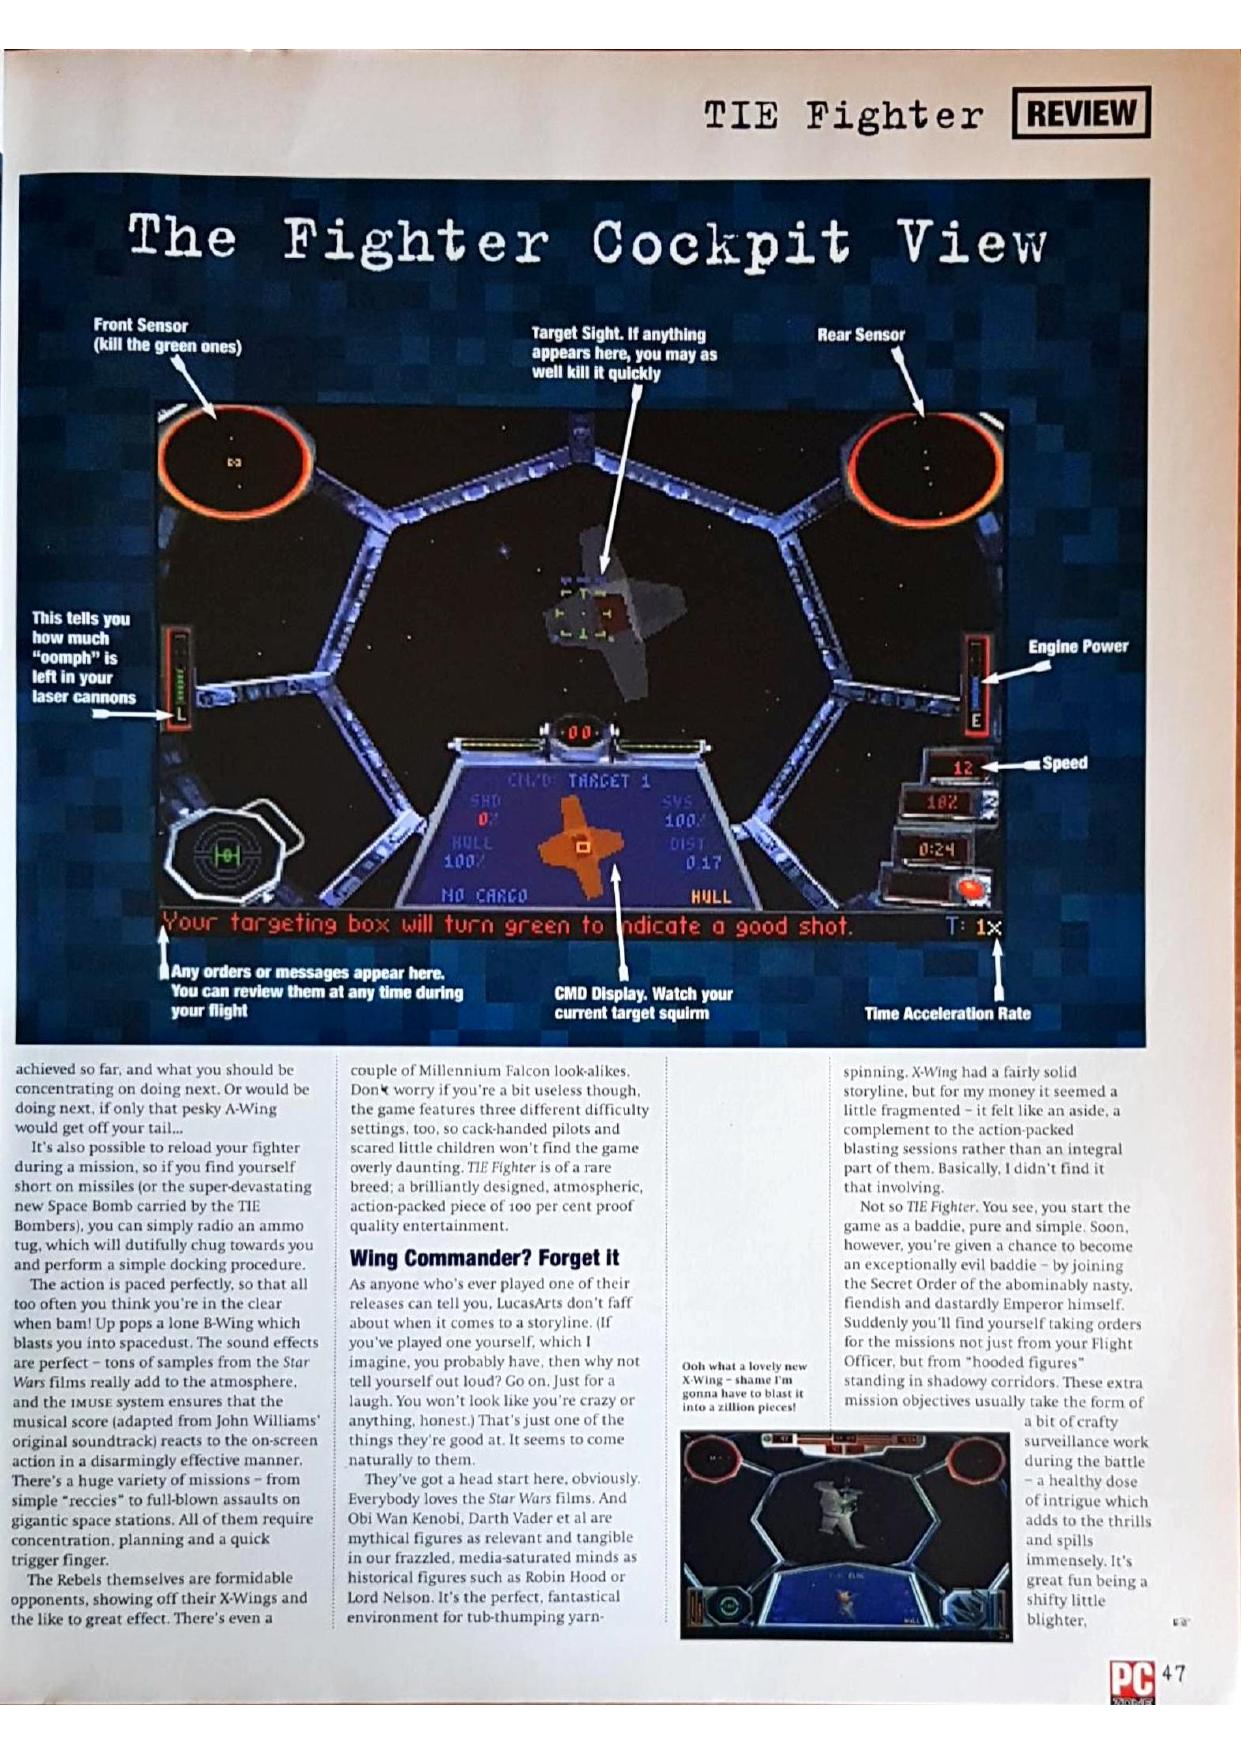 TIE Fighter REVIEW
The Fighter Cockpit View
Front Sensor
(kill the green ones)
Target Sight. If anything
appears here, you may as
well kill it quickly
Rear Sensor
This tells you
how much
"oomph" is
left in your
laser cannons
Engine Power
Speed
L
E
00
12
18%
0:24
CMD: TARGET 1
SHD
0%
SYS
100%
HULL
100%
DIST
0.17
NO CARGO
HULL
Your targeting box will turn green to indicate a good shot.
T: 1x
Any orders or messages appear here.
You can review them at any time during
your flight
CMD Display. Watch your
current target squirm
Time Acceleration Rate
achieved so far, and what you should be
concentrating on doing next. Or would be
doing next, if only that pesky A-Wing
would get off your tail...
It's also possible to reload your fighter
during a mission, so if you find yourself
short on missiles (or the super-devastating
new Space Bomb carried by the TIE
Bombers), you can simply radio an ammo
tug, which will dutifully chug towards you
and perform a simple docking procedure.
The action is paced perfectly, so that all
too often you think you're in the clear
when bam! Up pops a lone B-Wing which
blasts you into spacedust. The sound effects
are perfect – tons of samples from the Star
Wars films really add to the atmosphere,
and the IMUSE system ensures that the
musical score (adapted from John Williams'
original soundtrack) reacts to the on-screen
action in a disarmingly effective manner.
There's a huge variety of missions – from
simple "reccies" to full-blown assaults on
gigantic space stations. All of them require
concentration, planning and a quick
trigger finger.
The Rebels themselves are formidable
opponents, showing off their X-Wings and
the like to great effect. There's even a
couple of Millennium Falcon look-alikes.
Don't worry if you're a bit useless though,
the game features three different difficulty
settings, too, so cack-handed pilots and
scared little children won't find the game
overly daunting. TIE Fighter is of a rare
breed; a brilliantly designed, atmospheric,
action-packed piece of 100 per cent proof
quality entertainment.
Wing Commander? Forget it
As anyone who's ever played one of their
releases can tell you, LucasArts don't faff
about when it comes to a storyline. (If
you've played one yourself, which I
imagine, you probably have, then why not
tell yourself out loud? Go on. Just for a
laugh. You won't look like you're crazy or
anything, honest.) That's just one of the
things they're good at. It seems to come
naturally to them.
They've got a head start here, obviously.
Everybody loves the Star Wars films. And
Obi Wan Kenobi, Darth Vader et al are
mythical figures as relevant and tangible
in our frazzled, media-saturated minds as
historical figures such as Robin Hood or
Lord Nelson. It's the perfect, fantastical
environment for tub-thumping yarn-
Ooh what a lovely new
X-Wing – shame I'm
gonna have to blast it
into a zillion pieces!
spinning. X-Wing had a fairly solid
storyline, but for my money it seemed a
little fragmented – it felt like an aside, a
complement to the action-packed
blasting sessions rather than an integral
part of them. Basically, I didn't find it
that involving.
Not so TIE Fighter. You see, you start the
game as a baddie, pure and simple. Soon,
however, you're given a chance to become
an exceptionally evil baddie – by joining
the Secret Order of the abominably nasty,
fiendish and dastardly Emperor himself.
Suddenly you'll find yourself taking orders
for the missions not just from your Flight
Officer, but from "hooded figures"
standing in shadowy corridors. These extra
mission objectives usually take the form of
a bit of crafty
surveillance work
during the battle
– a healthy dose
of intrigue which
adds to the thrills
and spills
immensely. It's
great fun being a
shifty little
blighter,
PC 47